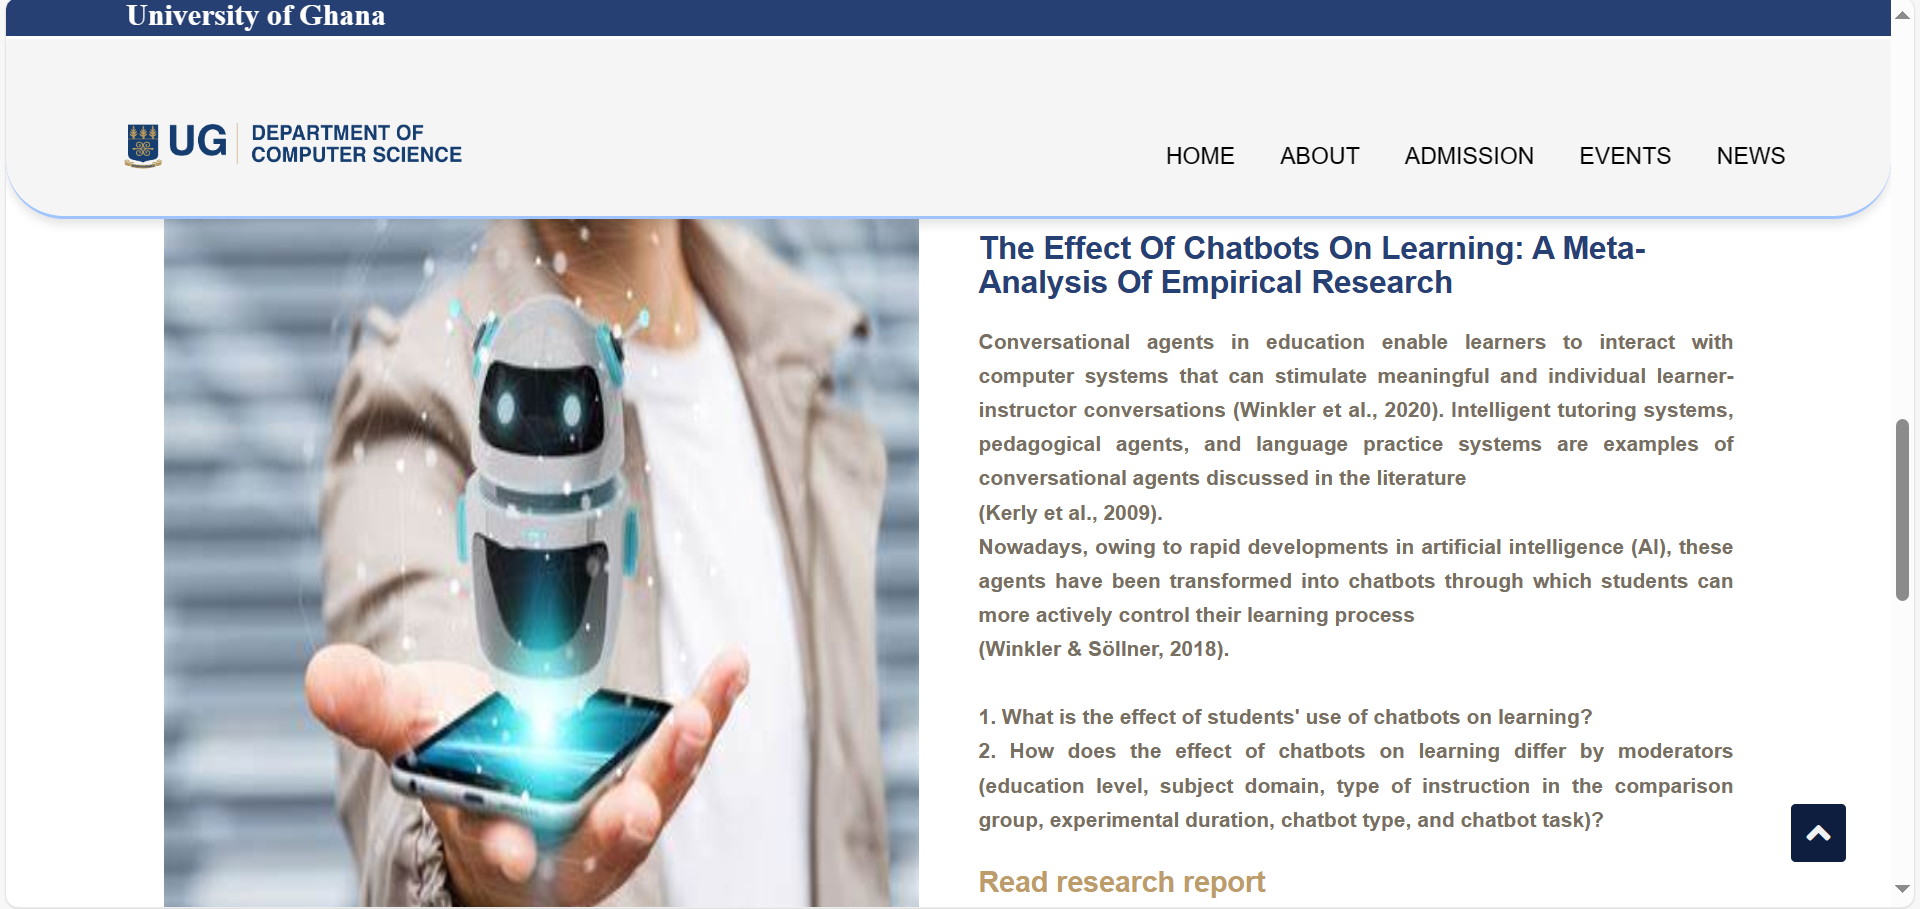 University of Ghana
UG
DEPARTMENT OF
COMPUTER SCIENCE
HOME ABOUT ADMISSION EVENTS NEWS
The Effect Of Chatbots On Learning: A Meta-
Analysis Of Empirical Research
Conversational agents in education enable learners to interact with
computer systems that can stimulate meaningful and individual learner-
instructor conversations (Winkler et al., 2020). Intelligent tutoring systems,
pedagogical agents, and language practice systems are examples of
conversational agents discussed in the literature
(Kerly et al., 2009).
Nowadays, owing to rapid developments in artificial intelligence (AI), these
agents have been transformed into chatbots through which students can
more actively control their learning process
(Winkler & Söllner, 2018).
1. What is the effect of students' use of chatbots on learning?
2. How does the effect of chatbots on learning differ by moderators
(education level, subject domain, type of instruction in the comparison
group, experimental duration, chatbot type, and chatbot task)?
Read research report